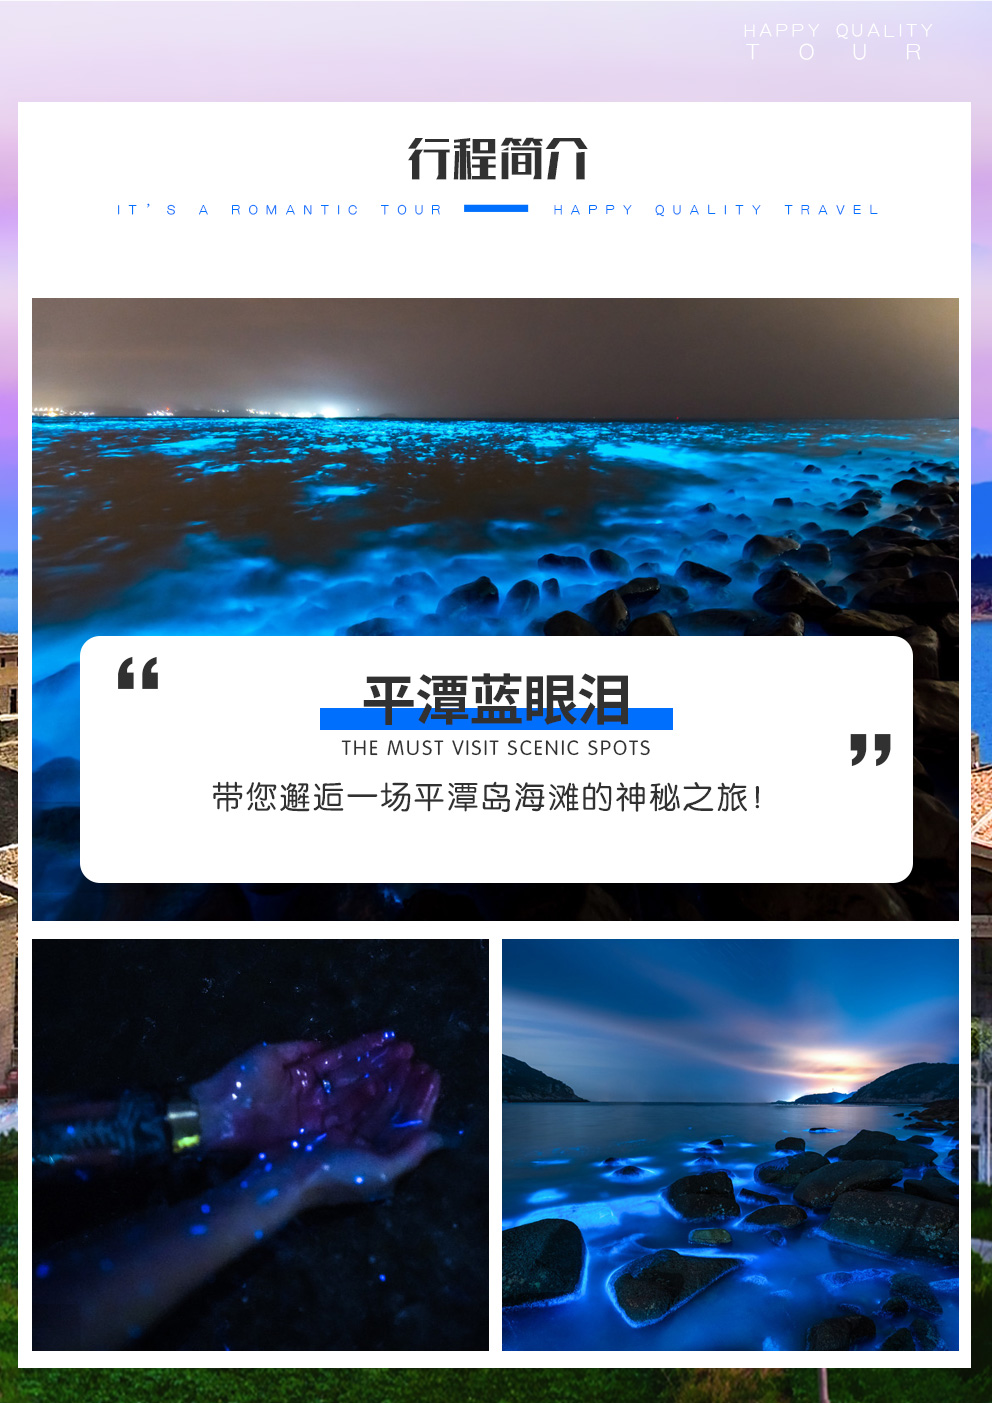 HAPPY QUALITY
TOUR
行程简介
IT'S A ROMANTIC TOUR HAPPY QUALITY TRAVEL
“
平潭蓝眼泪
THE MUST VISIT SCENIC SPOTS
”
带您邂逅一场平潭岛海滩的神秘之旅!